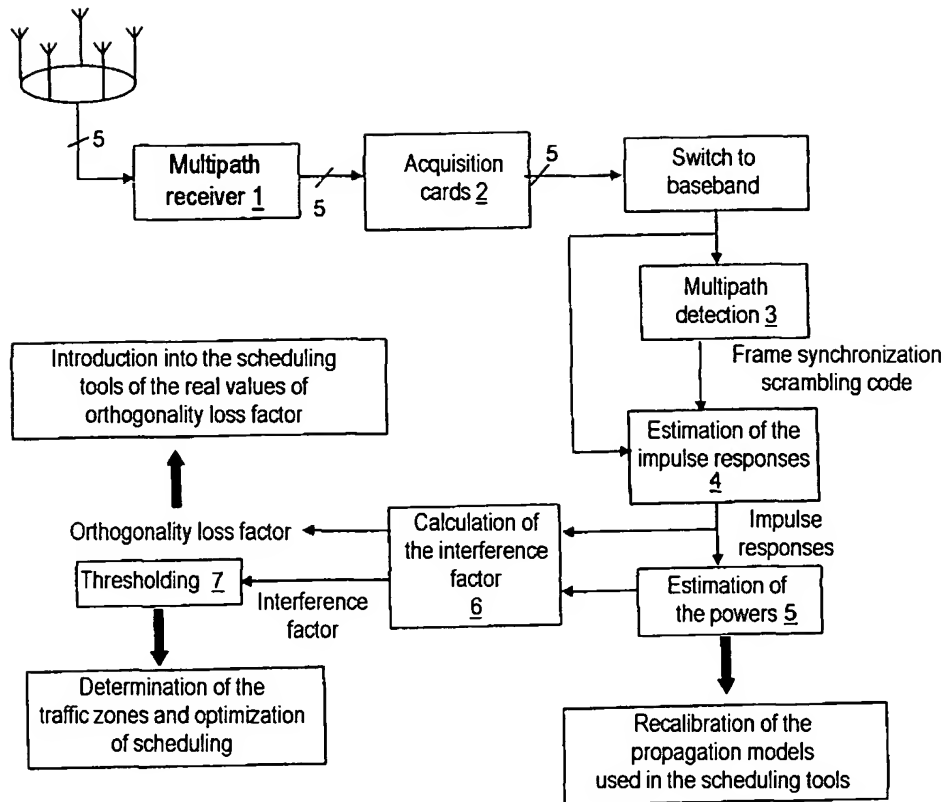 5
Multipath
receiver 1
5
Acquisition
cards 2
5
Switch to
baseband
Multipath
detection 3
Frame synchronization
scrambling code
Introduction into the scheduling
tools of the real values of
orthogonality loss factor
Estimation of the
impulse responses
4
Impulse
responses
Orthogonality loss factor
Calculation of
the interference
factor
6
Thresholding 7
Interference
factor
Estimation of
the powers 5
Determination of the
traffic zones and optimization
of scheduling
Recalibration of the
propagation models
used in the scheduling tools